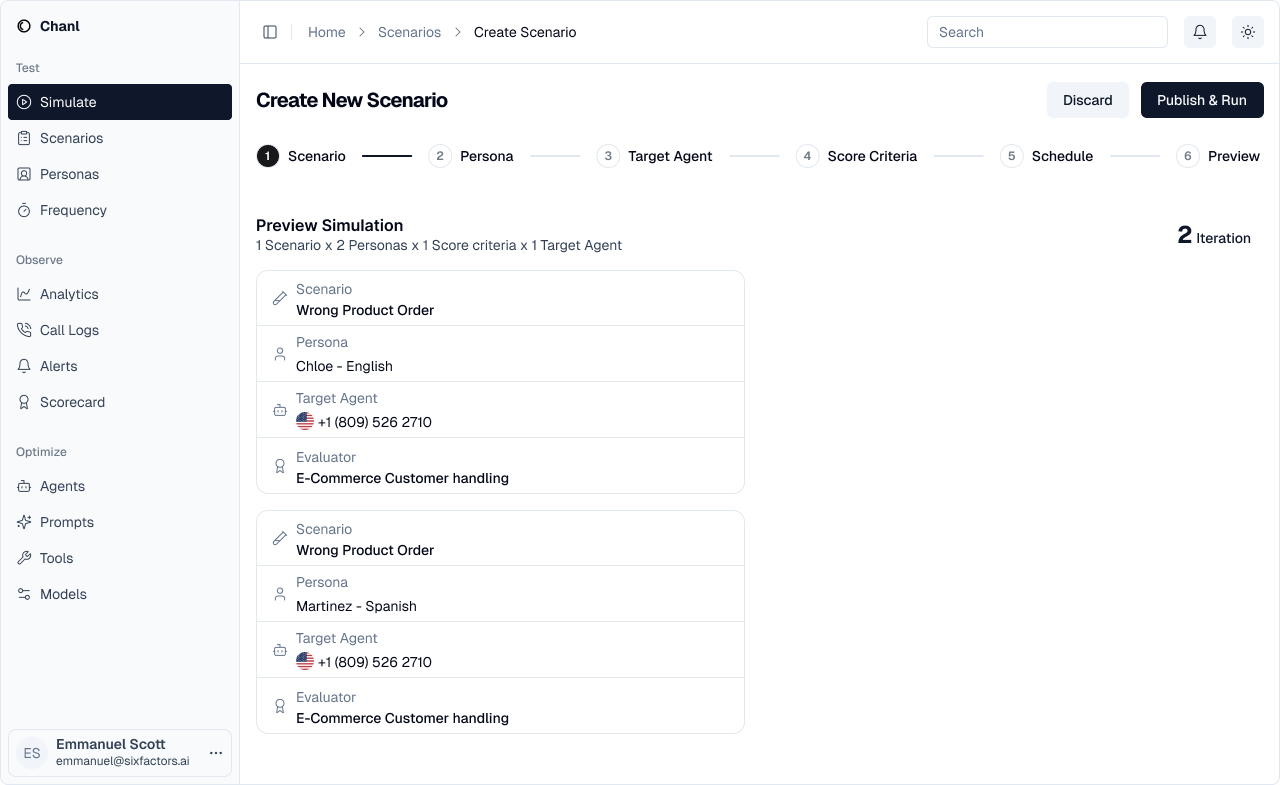 Chanl
Test
Simulate
Scenarios
Personas
Frequency
Observe
Analytics
Call Logs
Alerts
Scorecard
Optimize
Agents
Prompts
Tools
Models
ES
Emmanuel Scott
emmanuel@sixfactors.ai
Home > Scenarios > Create Scenario
Search
Create New Scenario
Discard
Publish & Run
1 Scenario 2 Persona 3 Target Agent 4 Score Criteria 5 Schedule 6 Preview
Preview Simulation
1 Scenario x 2 Personas x 1 Score criteria x 1 Target Agent
2 Iteration
Scenario
Wrong Product Order
Persona
Chloe - English
Target Agent
+1 (809) 526 2710
Evaluator
E-Commerce Customer handling
Scenario
Wrong Product Order
Persona
Martinez - Spanish
Target Agent
+1 (809) 526 2710
Evaluator
E-Commerce Customer handling